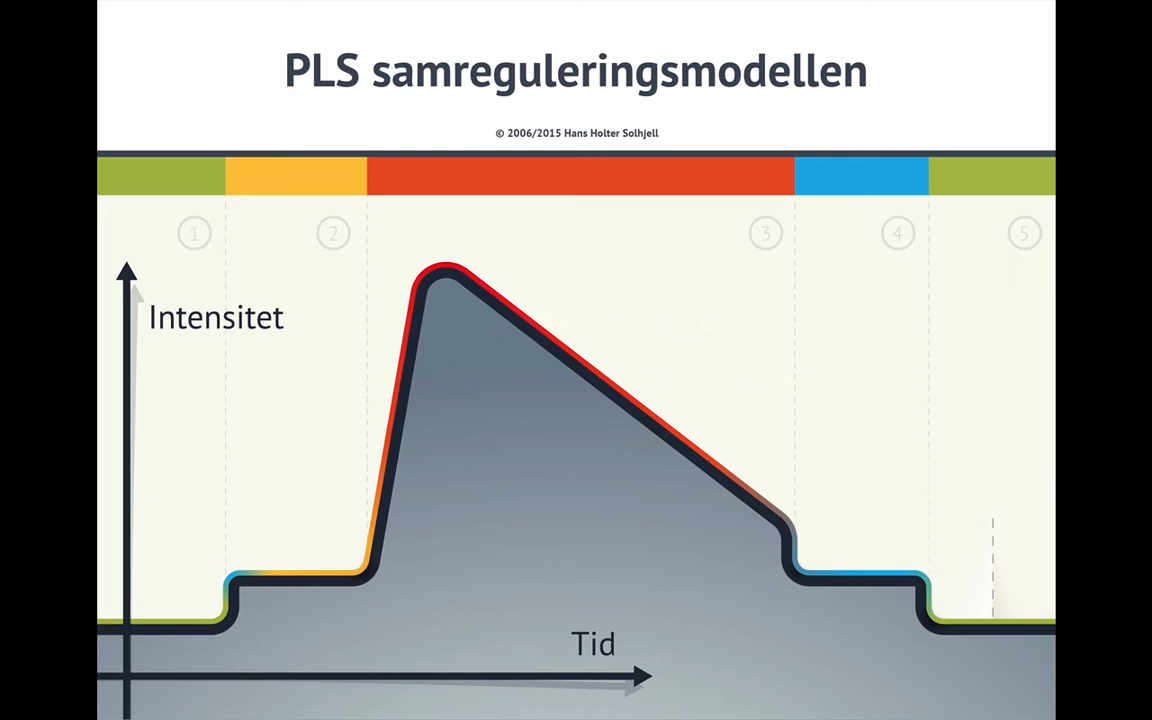 PLS samreguleringsmodellen
© 2006/2015 Hans Holter Solhjell
1 2 3 4 5
Intensitet
Tid